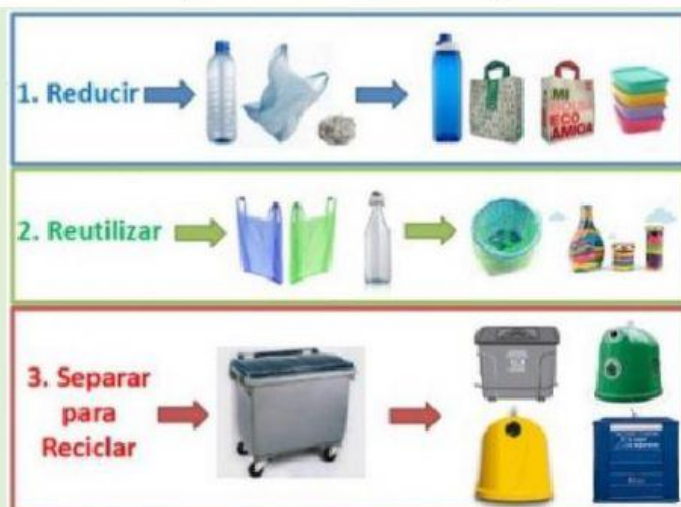 1. Reducir
MI
ECO
AMIGA
2. Reutilizar
3. Separar
para
Reciclar